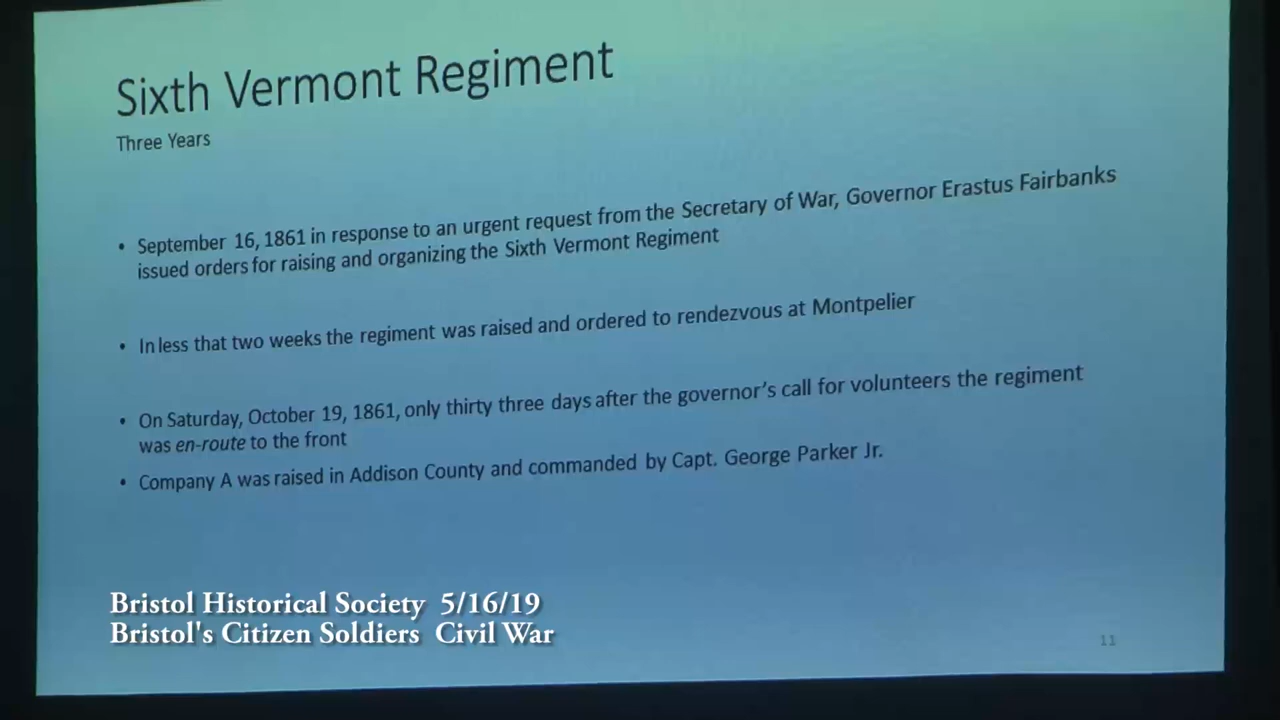 Sixth Vermont Regiment
Three Years
• September 16, 1861 in response to an urgent request from the Secretary of War, Governor Erastus Fairbanks
issued orders for raising and organizing the Sixth Vermont Regiment
• In less that two weeks the regiment was raised and ordered to rendezvous at Montpelier
• On Saturday, October 19, 1861, only thirty three days after the governor's call for volunteers the regiment
was en-route to the front
• Company A was raised in Addison County and commanded by Capt. George Parker Jr.
Bristol Historical Society 5/16/19
Bristol's Citizen Soldiers Civil War
11